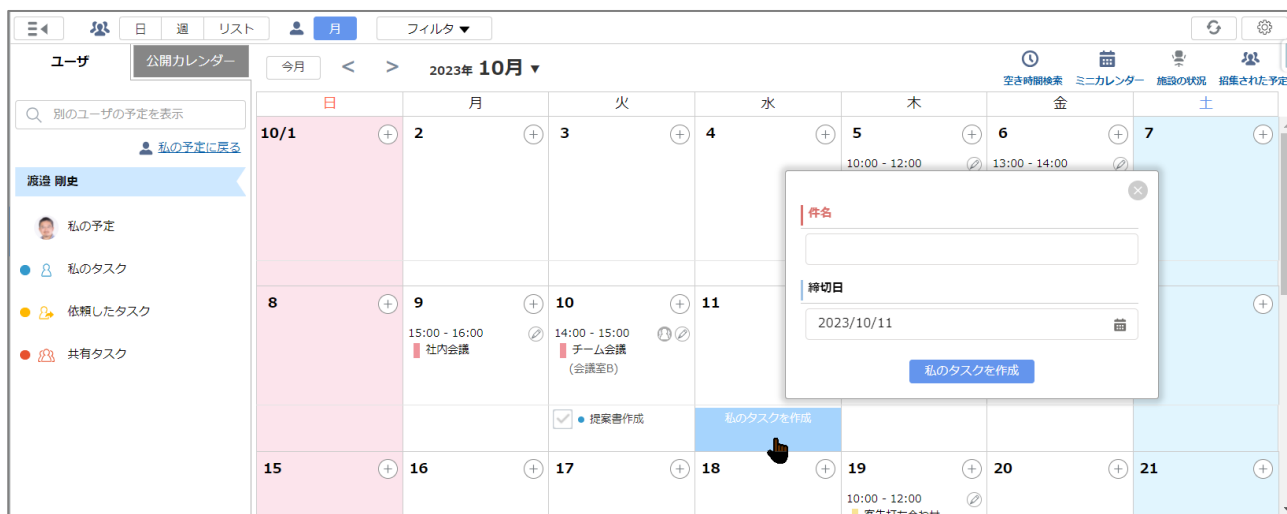 日 週 リスト 月 フィルタ ▼
ユーザ 公開カレンダー
今月 < > 2023年 10月 ▼
空き時間検索 ミニカレンダー 施設の状況 招集された予定
別のユーザの予定を表示
私の予定に戻る
渡邉 剛史
私の予定
私のタスク
依頼したタスク
共有タスク
日 月 火 水 木 金 土
10/1 2 3 4 5 6 7
10:00 - 12:00 13:00 - 14:00
件名
締切日
2023/10/11
私のタスクを作成
8 9 10 11
15:00 - 16:00 14:00 - 15:00
社内会議 チーム会議
(会議室B)
提案書作成 私のタスクを作成
15 16 17 18 19 20 21
10:00 - 12:00